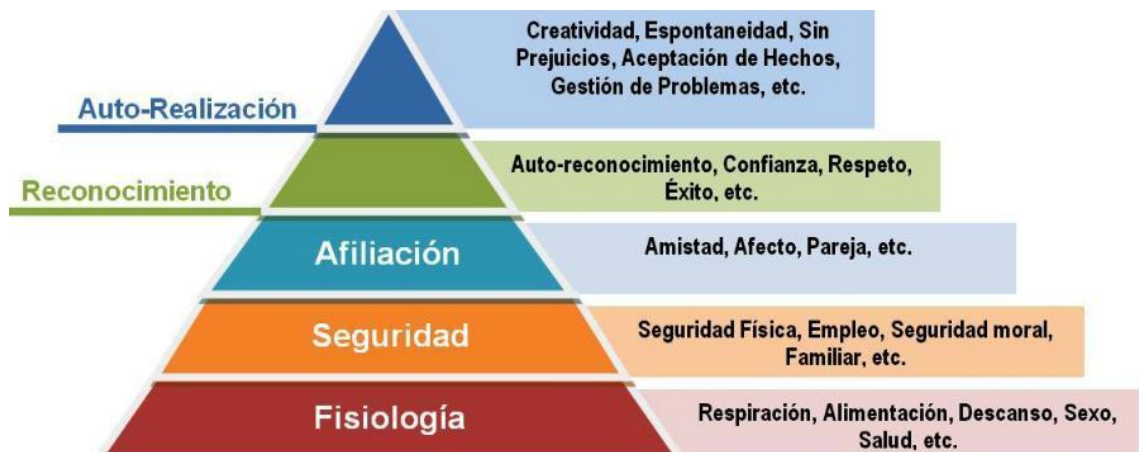 Creatividad, Espontaneidad, Sin
Prejuicios, Aceptación de Hechos,
Gestión de Problemas, etc.
Auto-Realización
Auto-reconocimiento, Confianza, Respeto,
Éxito, etc.
Reconocimiento
Afiliación
Amistad, Afecto, Pareja, etc.
Seguridad
Seguridad Física, Empleo, Seguridad moral,
Familiar, etc.
Fisiología
Respiración, Alimentación, Descanso, Sexo,
Salud, etc.